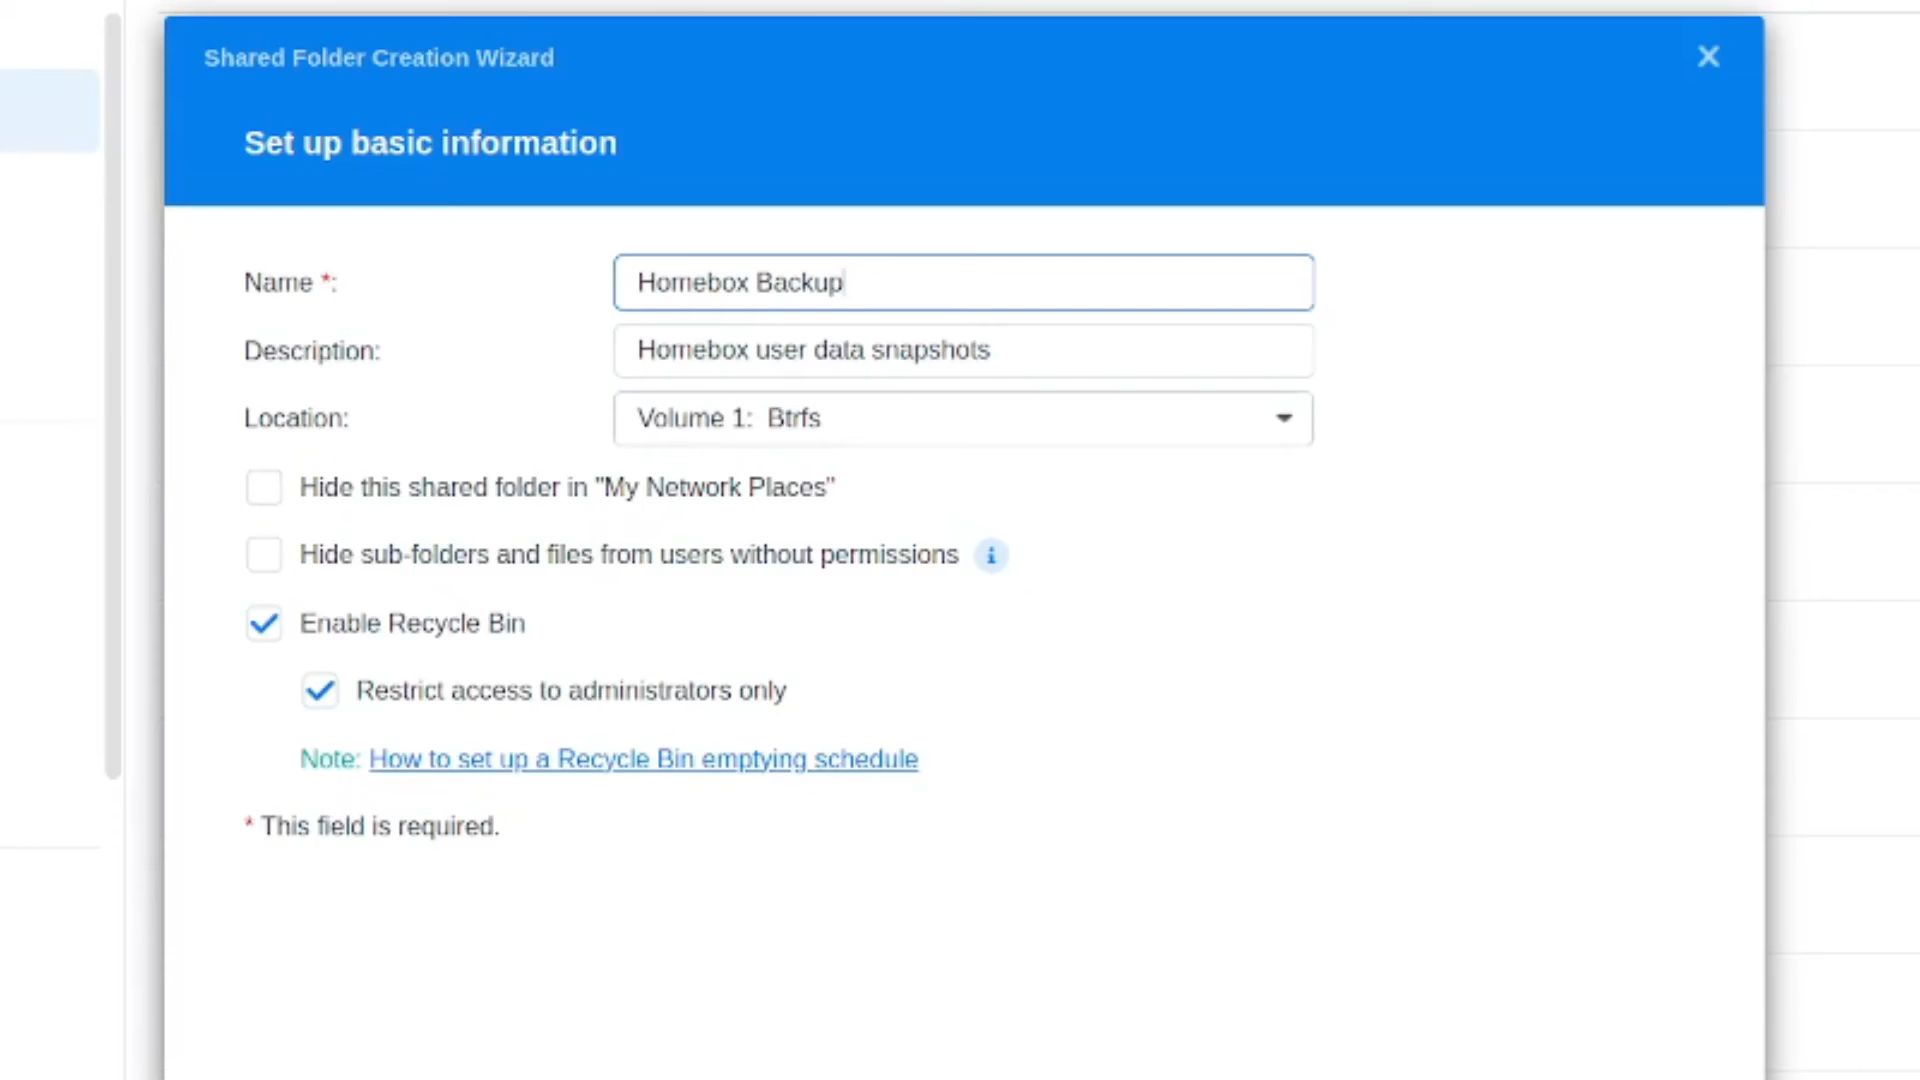 Shared Folder Creation Wizard
Set up basic information
Name *: Homebox Backup
Description: Homebox user data snapshots
Location: Volume 1: Btrfs
Hide this shared folder in "My Network Places"
Hide sub-folders and files from users without permissions
Enable Recycle Bin
Restrict access to administrators only
Note: How to set up a Recycle Bin emptying schedule
* This field is required.